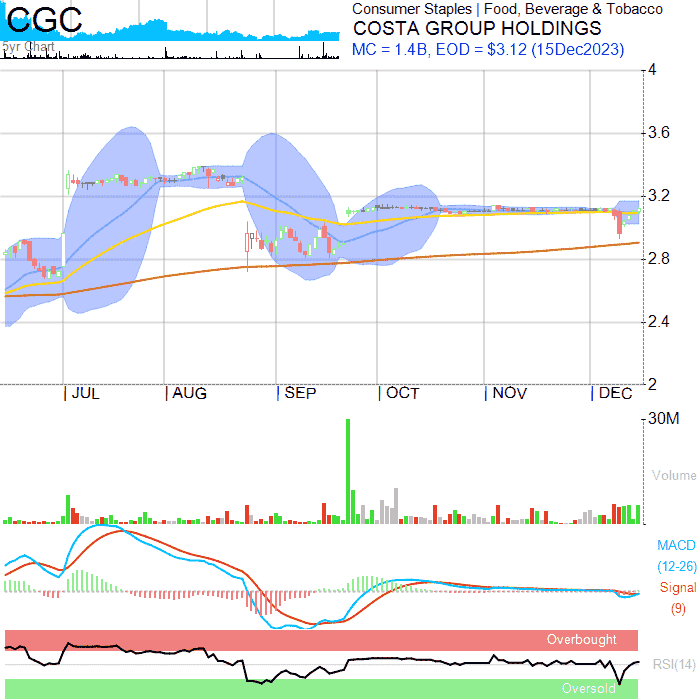 CGC
5yr Chart
Consumer Staples | Food, Beverage & Tobacco
COSTA GROUP HOLDINGS
MC = 1.4B, EOD = $3.12 (15Dec2023)
4
3.6
3.2
2.8
2.4
2
JUL
AUG
SEP
OCT
NOV
DEC
30M
Volume
MACD
(12-26)
Signal
(9)
Overbought
RSI(14)
Oversold